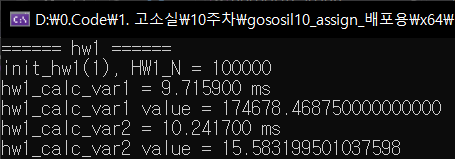 D:\0.Code\1. 고소실\10주차\gososil10_assign_배포용\x64\
====== hw1 ======
init_hw1(1), HW1_N = 100000
hw1_calc_var1 = 9.715900 ms
hw1_calc_var1 value = 174678.468750000000000
hw1_calc_var2 = 10.241700 ms
hw1_calc_var2 value = 15.583199501037598